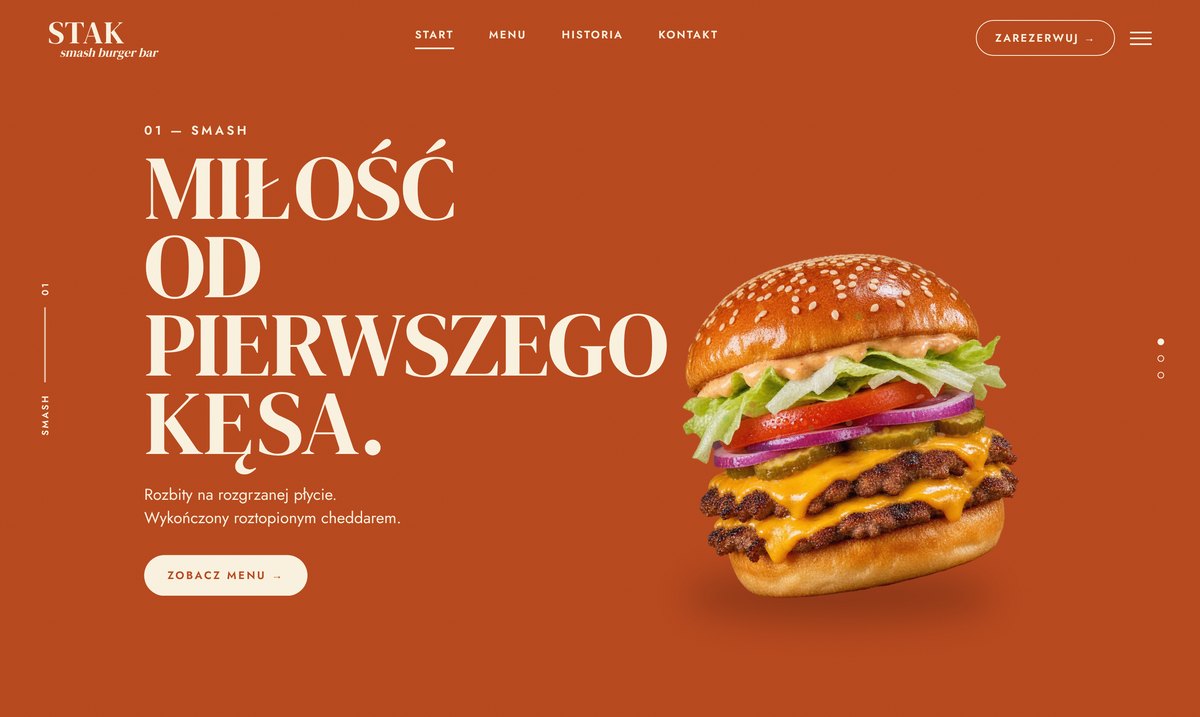 STAK
smash burger bar
START
MENU
HISTORIA
KONTAKT
ZAREZERWUJ →
01 — SMASH
MIŁOŚĆ
OD
PIERWSZEGO
KĘSA.
Rozbity na rozgrzanej płycie.
Wykończony roztopionym cheddarem.
ZOBACZ MENU →
SMASH 01